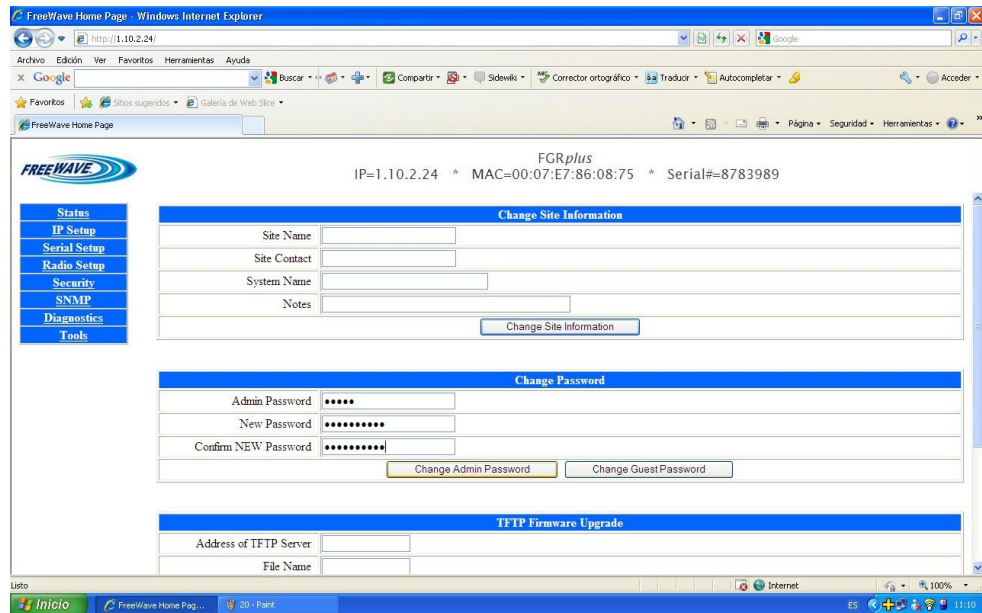 FreeWave Home Page - Windows Internet Explorer
http://1.10.2.24/
Google
Archivo Edición Ver Favoritos Herramientas Ayuda
x Google Buscar Compartir Sidewiki Corrector ortográfico Traducir Autocompletar Acceder
Favoritos Sitios sugeridos Galería de Web Slice
FreeWave Home Page Página Seguridad Herramientas
FREEWAVE
FGRplus
IP=1.10.2.24 * MAC=00:07:E7:86:08:75 * Serial#=8783989
Status
IP Setup
Serial Setup
Radio Setup
Security
SNMP
Diagnostics
Tools
Change Site Information
Site Name
Site Contact
System Name
Notes
Change Site Information
Change Password
Admin Password •••••
New Password ••••••••••
Confirm NEW Password ••••••••••
Change Admin Password Change Guest Password
TFTP Firmware Upgrade
Address of TFTP Server
File Name
Listo Internet 100%
Inicio FreeWave Home Pag... 20 - Paint ES 11:10